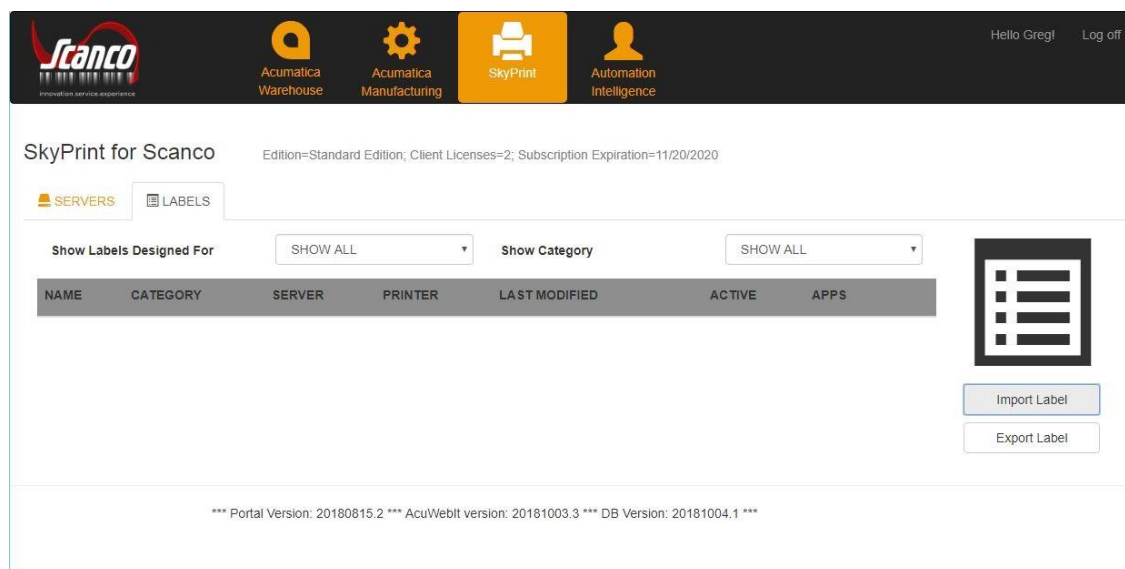 Scanco
innovation.service.experience
Acumatica
Warehouse
Acumatica
Manufacturing
SkyPrint
Automation
Intelligence
Hello Greg! Log off
SkyPrint for Scanco Edition=Standard Edition; Client Licenses=2; Subscription Expiration=11/20/2020
SERVERS LABELS
Show Labels Designed For SHOW ALL Show Category SHOW ALL
NAME CATEGORY SERVER PRINTER LAST MODIFIED ACTIVE APPS
Import Label
Export Label
*** Portal Version: 20180815.2 *** AcuWebIt version: 20181003.3 *** DB Version: 20181004.1 ***